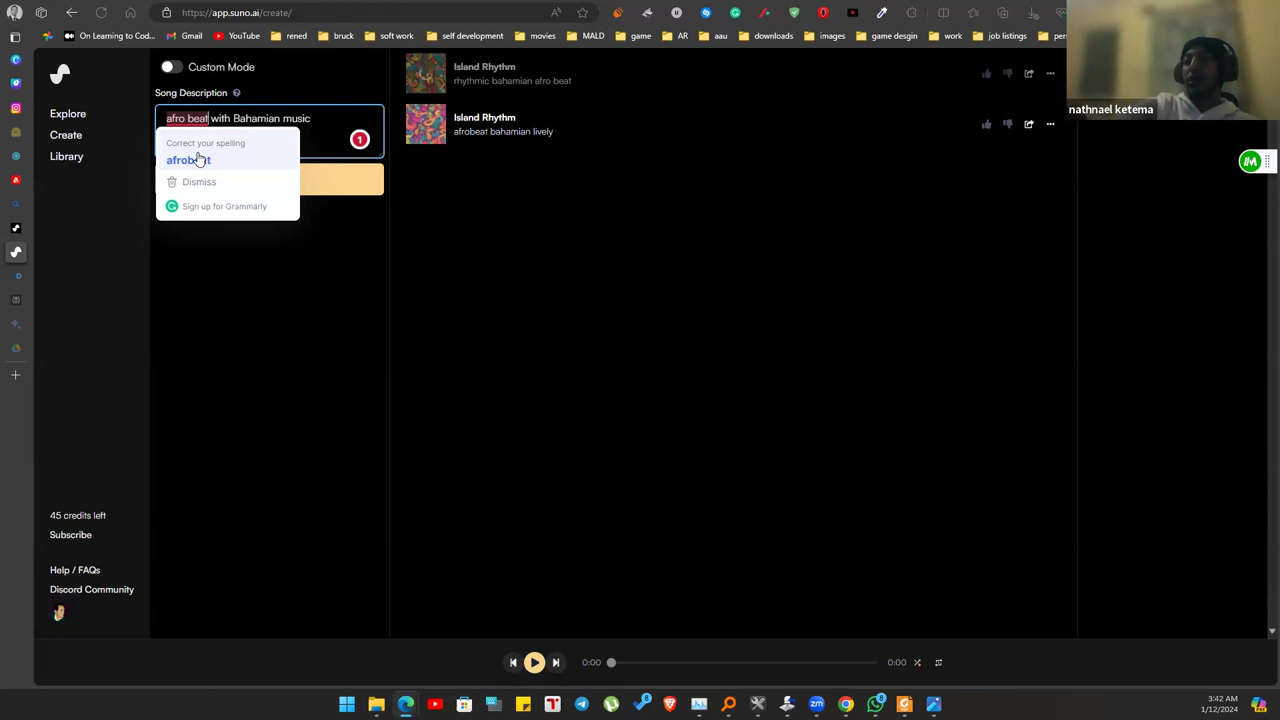 https://app.suno.ai/create/
On Learning to Cod...
Gmail
YouTube
rened
bruck
soft work
self development
movies
MALD
game
AR
aau
downloads
images
game desgin
work
job listings
Explore
Create
Library
Custom Mode
Song Description
afro beat with Bahamian music
1
Correct your spelling
Dismiss
Sign up for Grammarly
Island Rhythm
rhythmic bahamian afro beat
Island Rhythm
afrobeat bahamian lively
nathnael ketema
45 credits left
Subscribe
Help / FAQs
Discord Community
0:00
0:00
8
8
3:42 AM
1/12/2024